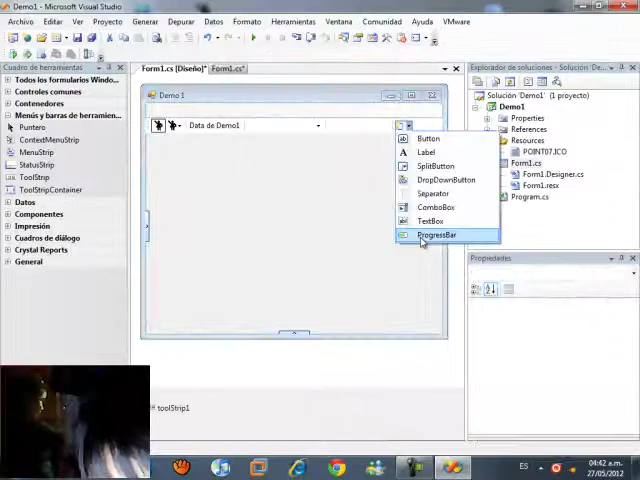 Demo1 - Microsoft Visual Studio
Archivo Editar Ver Proyecto Generar Depurar Datos Formato Herramientas Ventana Comunidad Ayuda VMware
Cuadro de herramientas
Todos los formularios Windo...
Controles comunes
Contenedores
Menús y barras de herramien...
Puntero
ContextMenuStrip
MenuStrip
StatusStrip
ToolStrip
ToolStripContainer
Datos
Componentes
Impresión
Cuadros de diálogo
Crystal Reports
General
Form1.cs [Diseño]* Form1.cs*
Demo 1
Data de Demo1
Button
Label
SplitButton
DropDownButton
Separator
ComboBox
TextBox
ProgressBar
toolStrip1
Explorador de soluciones - Solución 'De...
Solución 'Demo1' (1 proyecto)
Demo1
Properties
References
Resources
POINT07.ICO
Form1.cs
Form1.Designer.cs
Form1.resx
Program.cs
Propiedades
ES
04:42 a.m.
27/05/2012